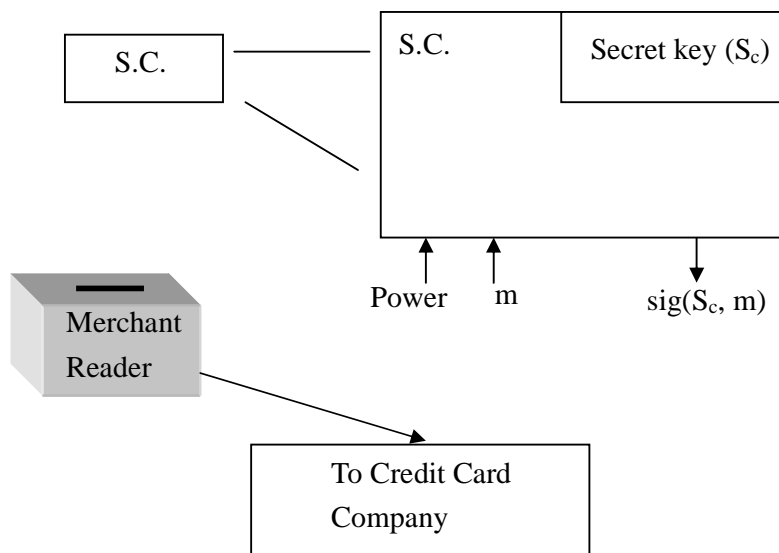 S.C.
S.C.
Secret key (Sc)
Power
m
sig(Sc, m)
Merchant
Reader
To Credit Card
Company